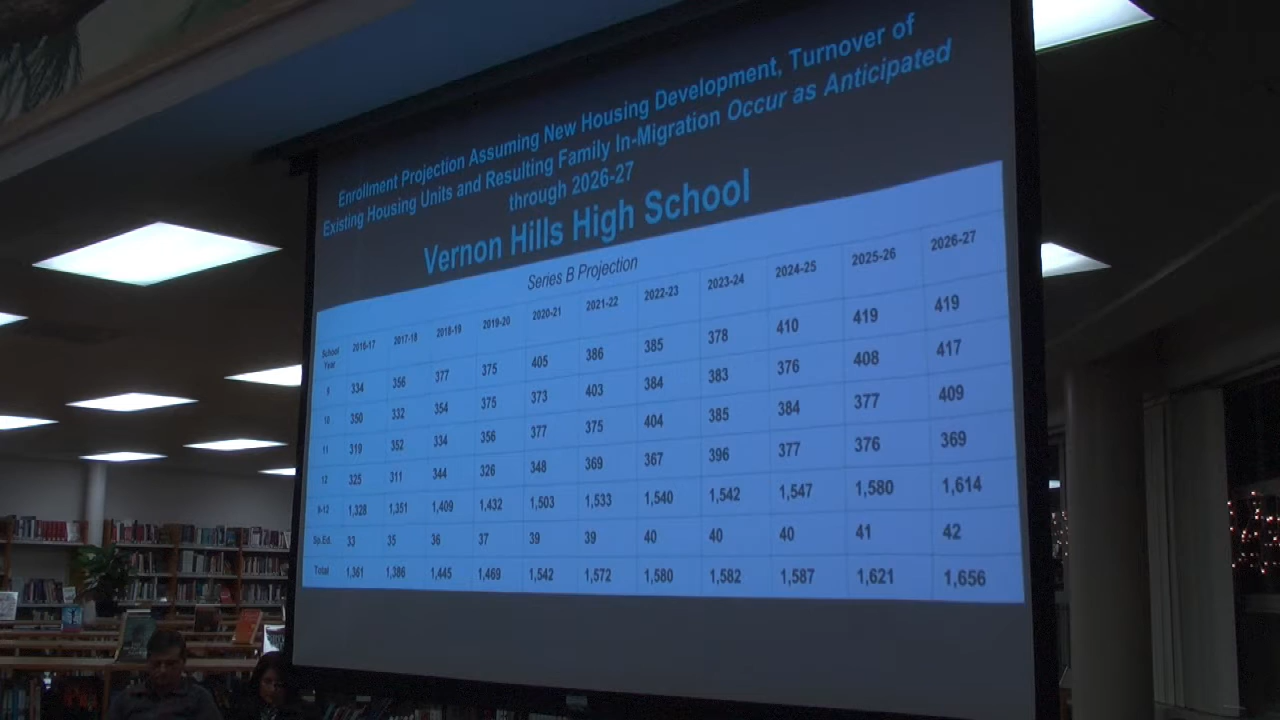 Enrollment Projection Assuming New Housing Development, Turnover of
Existing Housing Units and Resulting Family In-Migration Occur as Anticipated
through 2026-27
Vernon Hills High School
Series B Projection
School Year 2016-17 2017-18 2018-19 2019-20 2020-21 2021-22 2022-23 2023-24 2024-25 2025-26 2026-27
9 334 356 377 375 405 386 385 378 410 419 419
10 350 332 354 375 373 403 384 383 376 408 417
11 319 352 334 356 377 375 404 385 384 377 409
12 325 311 344 326 348 369 367 396 377 376 369
9-12 1,328 1,351 1,409 1,432 1,503 1,533 1,540 1,542 1,547 1,580 1,614
Sp.Ed. 33 35 36 37 39 39 40 40 40 41 42
Total 1,361 1,386 1,445 1,469 1,542 1,572 1,580 1,582 1,587 1,621 1,656